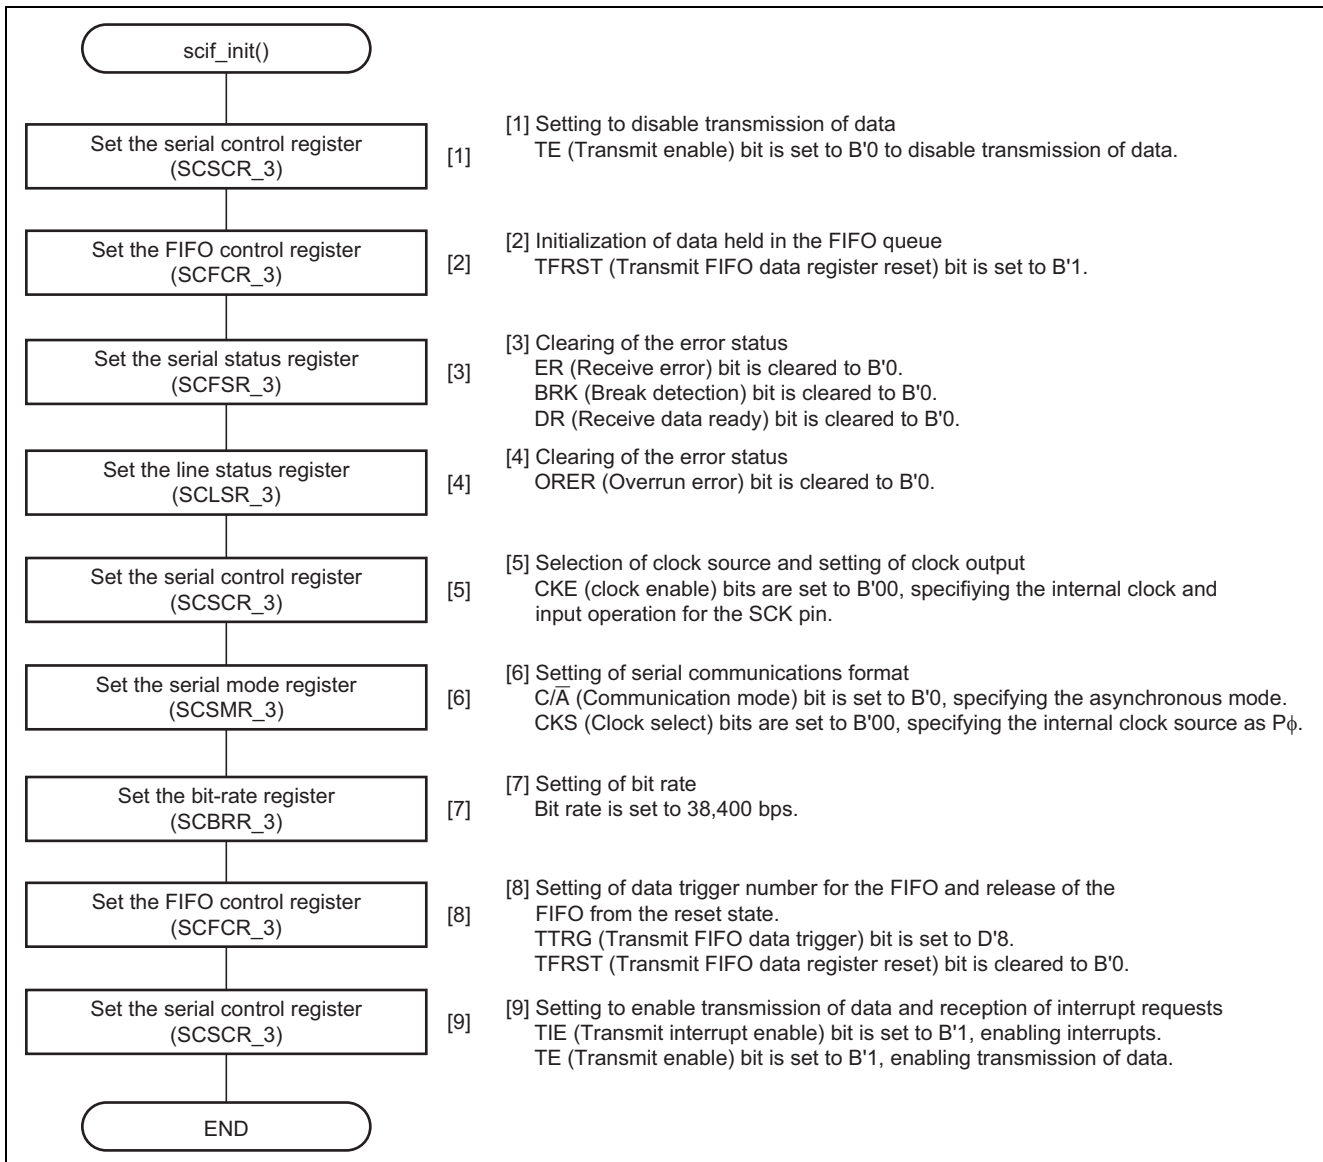 scif_init()
Set the serial control register
(SCSCR_3)
[1]
[1] Setting to disable transmission of data
TE (Transmit enable) bit is set to B'0 to disable transmission of data.
Set the FIFO control register
(SCFCR_3)
[2]
[2] Initialization of data held in the FIFO queue
TFRST (Transmit FIFO data register reset) bit is set to B'1.
Set the serial status register
(SCFSR_3)
[3]
[3] Clearing of the error status
ER (Receive error) bit is cleared to B'0.
BRK (Break detection) bit is cleared to B'0.
DR (Receive data ready) bit is cleared to B'0.
Set the line status register
(SCLSR_3)
[4]
[4] Clearing of the error status
ORER (Overrun error) bit is cleared to B'0.
Set the serial control register
(SCSCR_3)
[5]
[5] Selection of clock source and setting of clock output
CKE (clock enable) bits are set to B'00, specifiying the internal clock and
input operation for the SCK pin.
Set the serial mode register
(SCSMR_3)
[6]
[6] Setting of serial communications format
C/A̅ (Communication mode) bit is set to B'0, specifying the asynchronous mode.
CKS (Clock select) bits are set to B'00, specifying the internal clock source as Pϕ.
Set the bit-rate register
(SCBRR_3)
[7]
[7] Setting of bit rate
Bit rate is set to 38,400 bps.
Set the FIFO control register
(SCFCR_3)
[8]
[8] Setting of data trigger number for the FIFO and release of the
FIFO from the reset state.
TTRG (Transmit FIFO data trigger) bit is set to D'8.
TFRST (Transmit FIFO data register reset) bit is cleared to B'0.
Set the serial control register
(SCSCR_3)
[9]
[9] Setting to enable transmission of data and reception of interrupt requests
TIE (Transmit interrupt enable) bit is set to B'1, enabling interrupts.
TE (Transmit enable) bit is set to B'1, enabling transmission of data.
END